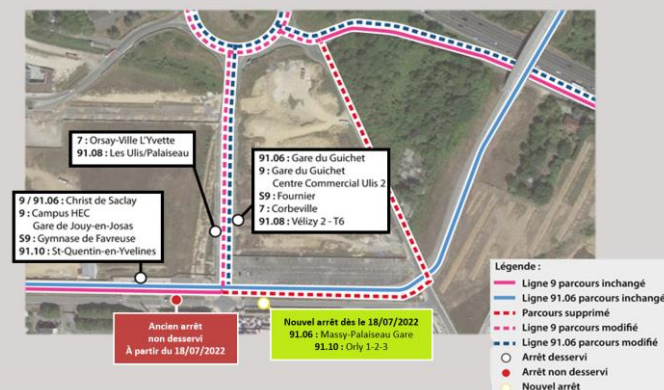 7 : Orsay-Ville L'Yvette
91.08 : Les Ulis/Palaiseau
91.06 : Gare du Guichet
9 : Gare du Guichet
Centre Commercial Ulis 2
S9 : Fournier
7 : Corbeville
91.08 : Vélizy 2 - T6
9 / 91.06 : Christ de Saclay
9 : Campus HEC
Gare de Jouy-en-Josas
S9 : Gymnase de Favreuse
91.10 : St-Quentin-en-Yvelines
Ancien arrêt
non desservi
À partir du 18/07/2022
Nouvel arrêt dès le 18/07/2022
91.06 : Massy-Palaiseau Gare
91.10 : Orly 1-2-3
Légende :
Ligne 9 parcours inchangé
Ligne 91.06 parcours inchangé
Parcours supprimé
Ligne 9 parcours modifié
Ligne 91.06 parcours modifié
Arrêt desservi
Arrêt non desservi
Nouvel arrêt